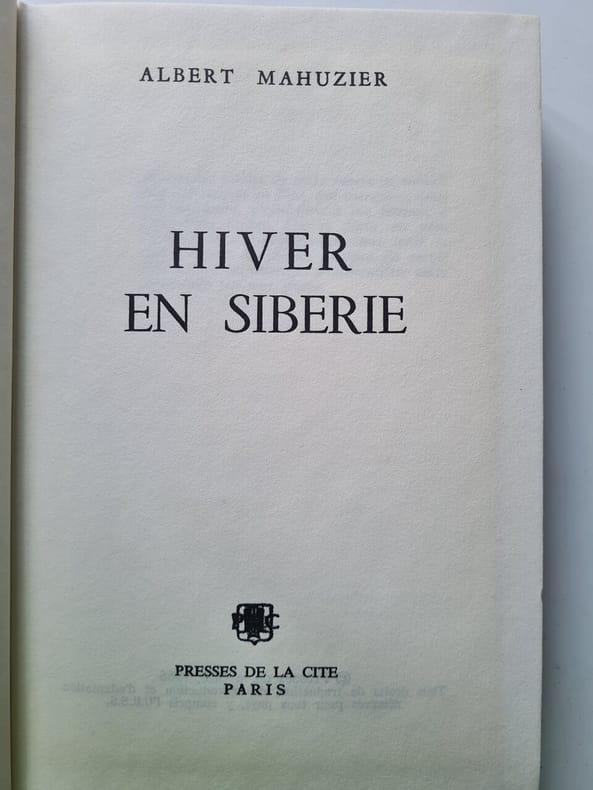 ALBERT MAHUZIER
HIVER
EN SIBERIE
PRESSES DE LA CITE
PARIS